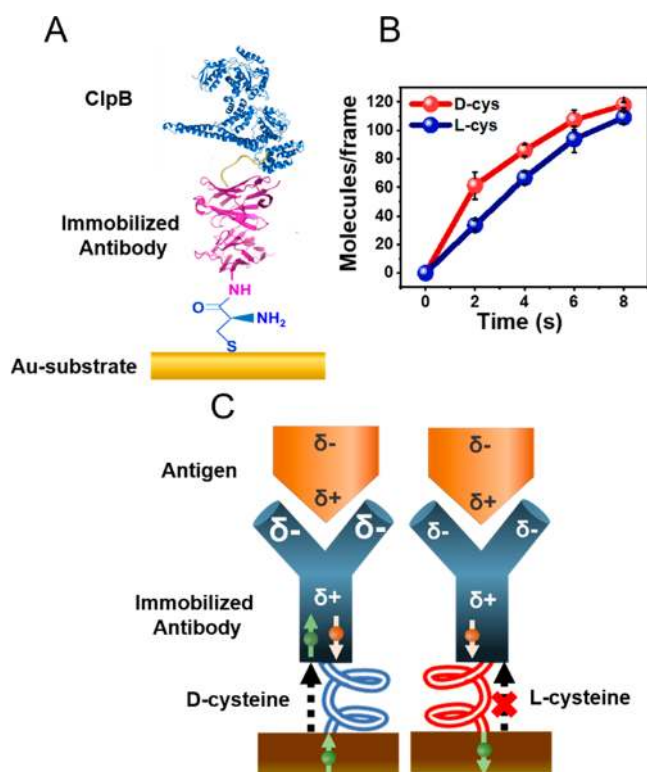 A
ClpB
Immobilized
Antibody
NH
O
NH₂
S
Au-substrate
B
Molecules/frame
120
100
80
60
40
20
0
D-cys
L-cys
0 2 4 6 8
Time (s)
C
Antigen
δ-
δ+
δ- δ-
δ+
Immobilized
Antibody
D-cysteine
δ-
δ+
δ- δ-
δ+
L-cysteine